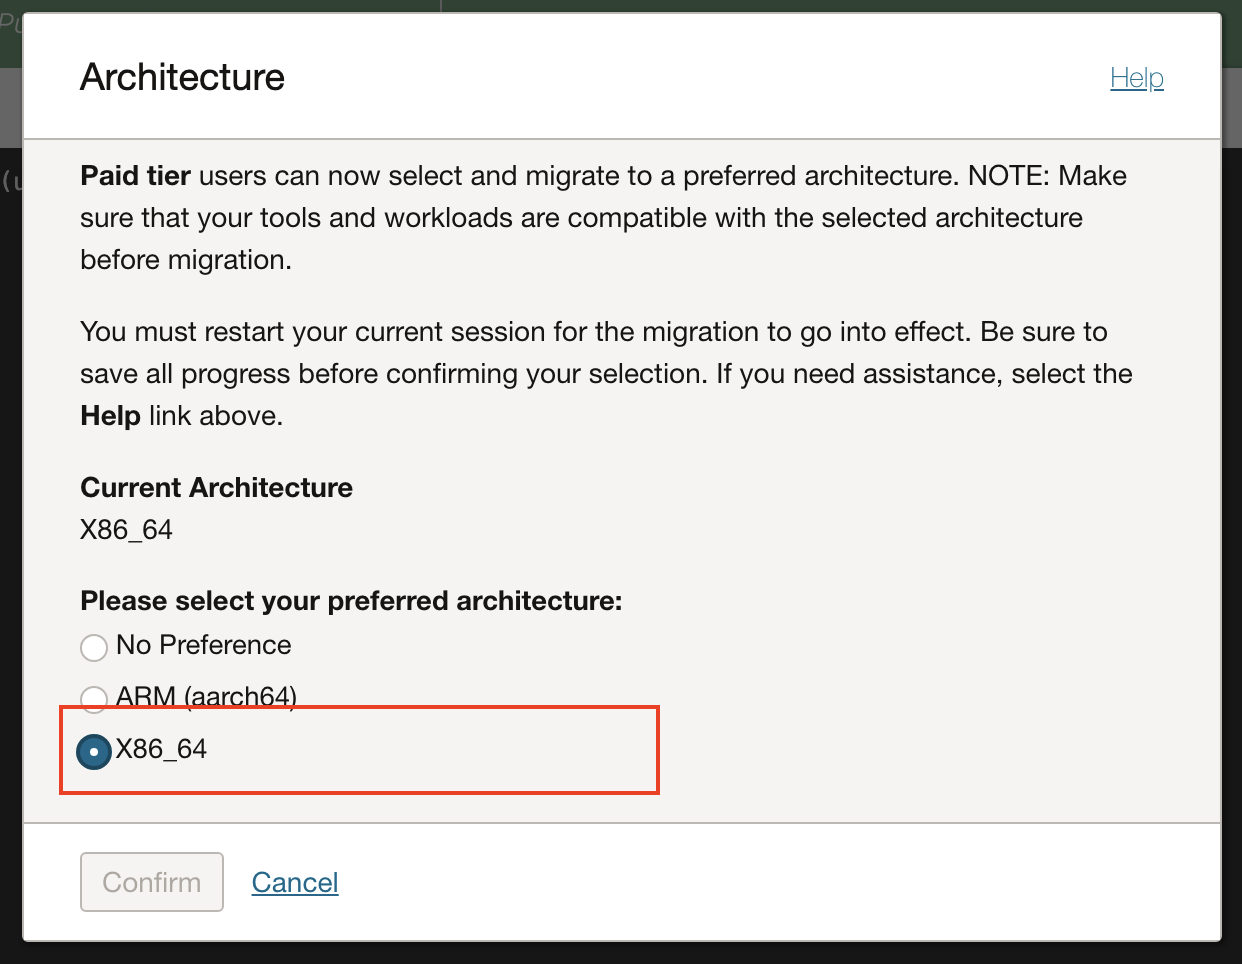 Architecture
Help
Paid tier users can now select and migrate to a preferred architecture. NOTE: Make
sure that your tools and workloads are compatible with the selected architecture
before migration.
You must restart your current session for the migration to go into effect. Be sure to
save all progress before confirming your selection. If you need assistance, select the
Help link above.
Current Architecture
X86_64
Please select your preferred architecture:
No Preference
ARM (aarch64)
X86_64
Confirm
Cancel